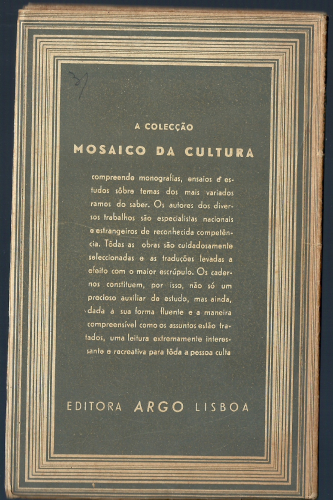 3)
A COLECÇÃO
MOSAICO DA CULTURA
compreende monografias, ensaios e es-
tudos sôbre temas dos mais variados
ramos do saber. Os autores dos diver-
sos trabalhos são especialistas nacionais
e estrangeiros de reconhecida competên-
cia. Tôdas as obras são cuidadosamente
seleccionadas e as traduções levadas a
efeito com o maior escrúpulo. Os cader-
nos constituem, por isso, não só um
precioso auxiliar de estudo, mas ainda,
dada a sua forma fluente e a maneira
compreensível como os assuntos estão tra-
tados, uma leitura extremamente interes-
sante e recreativa para tôda a pessoa culta
EDITORA ARGO LISBOA